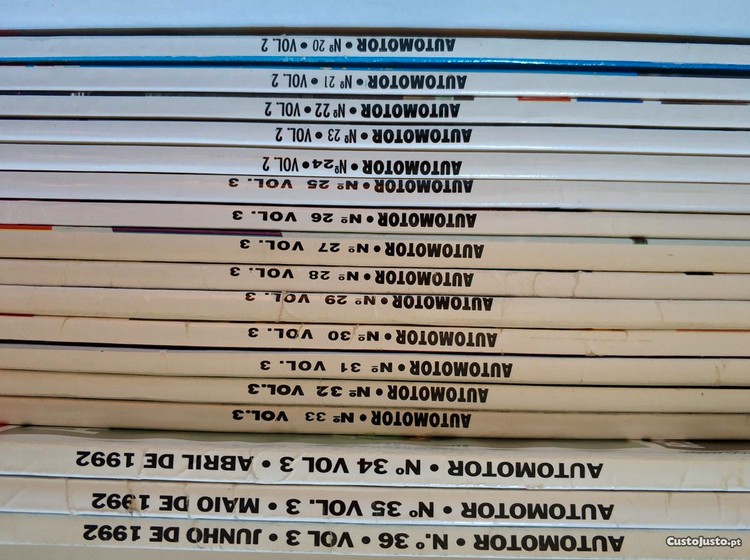 AUTOMOTOR • Nº 20 • VOL. 2
AUTOMOTOR • Nº 21 • VOL. 2
AUTOMOTOR • Nº 22 • VOL. 2
AUTOMOTOR • Nº 23 • VOL. 2
AUTOMOTOR • Nº 24 • VOL. 2
AUTOMOTOR • Nº 25 VOL. 3
AUTOMOTOR • Nº 26 VOL. 3
AUTOMOTOR • Nº 27 VOL. 3
AUTOMOTOR • Nº 28 VOL. 3
AUTOMOTOR • Nº 29 VOL. 3
AUTOMOTOR • Nº 30 VOL. 3
AUTOMOTOR • Nº 31 VOL. 3
AUTOMOTOR • Nº 32 VOL.3
AUTOMOTOR • Nº 33 VOL.3
AUTOMOTOR • Nº 34 VOL 3 • ABRIL DE 1992
AUTOMOTOR • Nº 35 VOL. 3 • MAIO DE 1992
AUTOMOTOR • N.º 36 • VOL 3 • JUNHO DE 1992
CustoJusto.pt